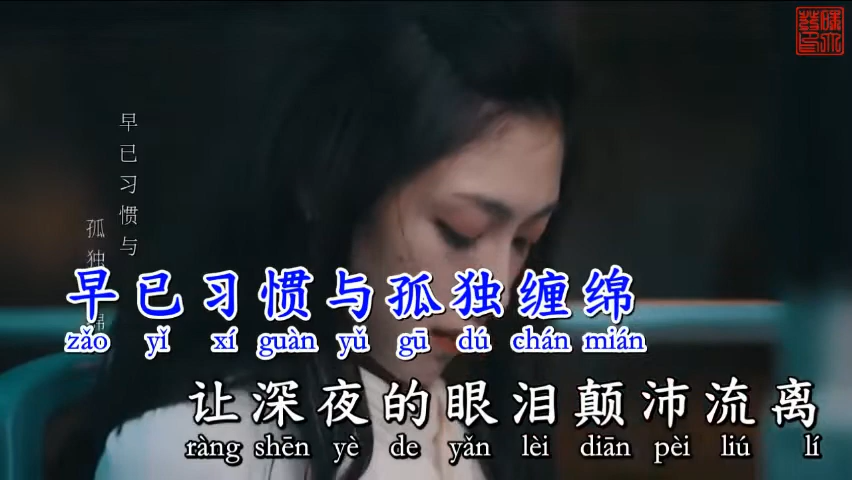 早已习惯与
孤独
早已习惯与孤独缠绵
zǎo yǐ xí guàn yǔ gū dú chán mián
让深夜的眼泪颠沛流离
ràng shēn yè de yǎn lèi diān pèi liú lí